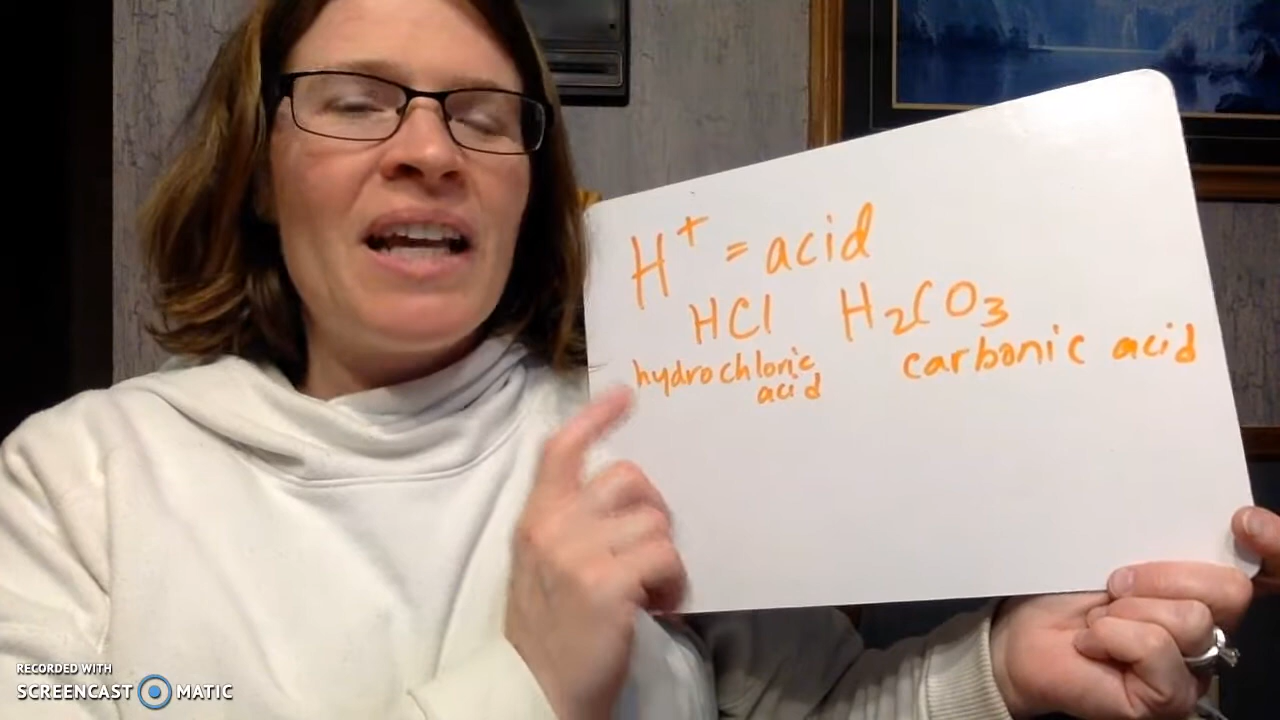 H⁺ = acid
HCl H₂CO₃
hydrochloric carbonic acid
acid
RECORDED WITH
SCREENCAST MATIC